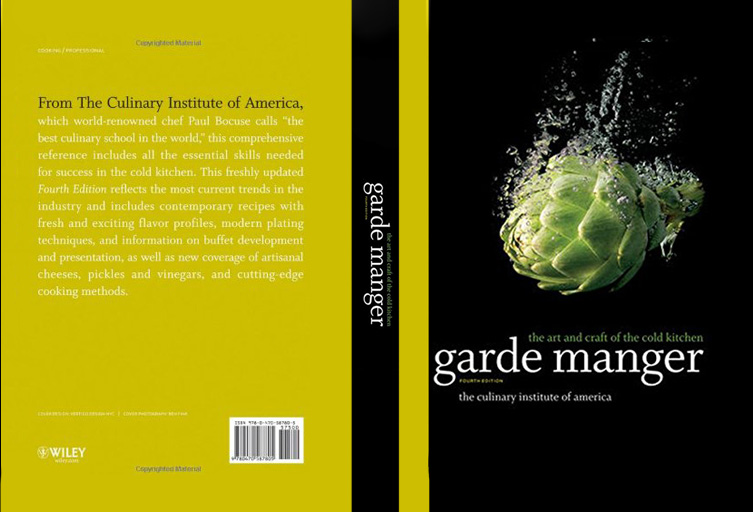 Copyrighted Material
COOKING / PROFESSIONAL
From The Culinary Institute of America,
which world-renowned chef Paul Bocuse calls "the
best culinary school in the world," this comprehensive
reference includes all the essential skills needed
for success in the cold kitchen. This freshly updated
Fourth Edition reflects the most current trends in the
industry and includes contemporary recipes with
fresh and exciting flavor profiles, modern plating
techniques, and information on buffet development
and presentation, as well as new coverage of artisanal
cheeses, pickles and vinegars, and cutting-edge
cooking methods.
WILEY
wiley.com
Copyrighted Material
the art and craft of the cold kitchen
garde manger
the art and craft of the cold kitchen
garde manger
FOURTH EDITION
the culinary institute of america